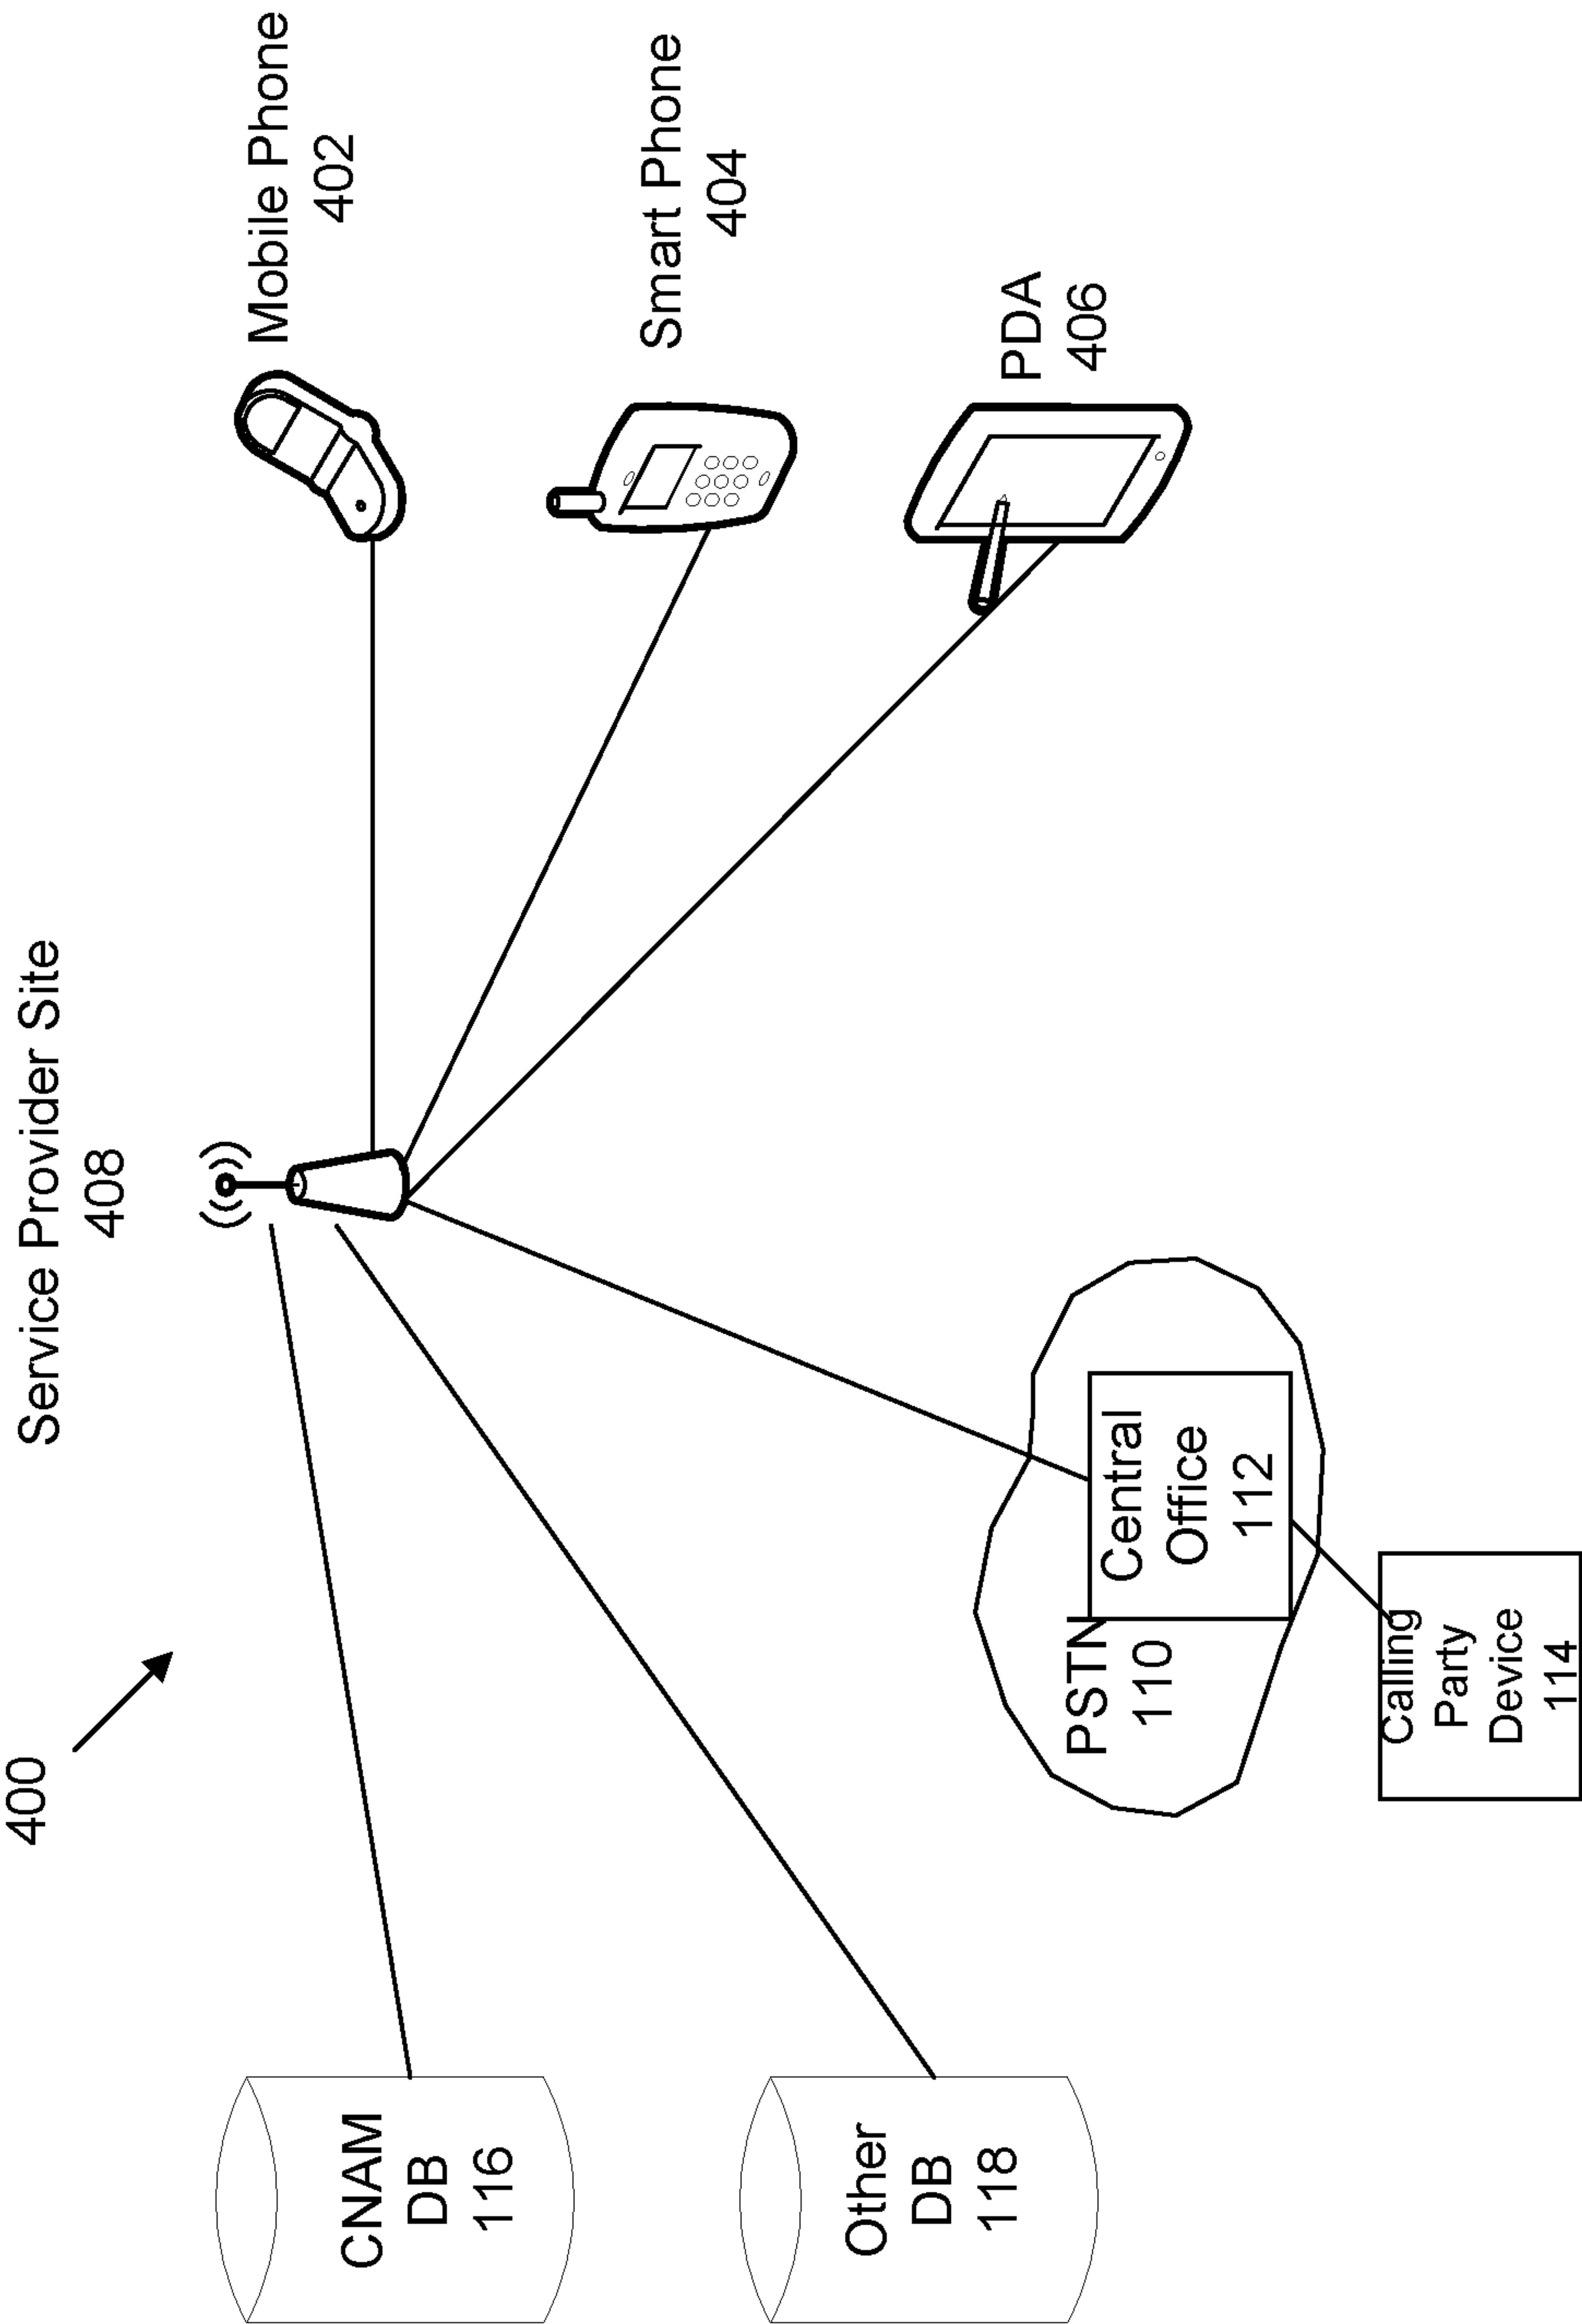 400
Service Provider Site
408
Mobile Phone
402
Smart Phone
404
PDA
406
CNAM
DB
116
Other
DB
118
PSTN
110
Central
Office
112
Calling
Party
Device
114